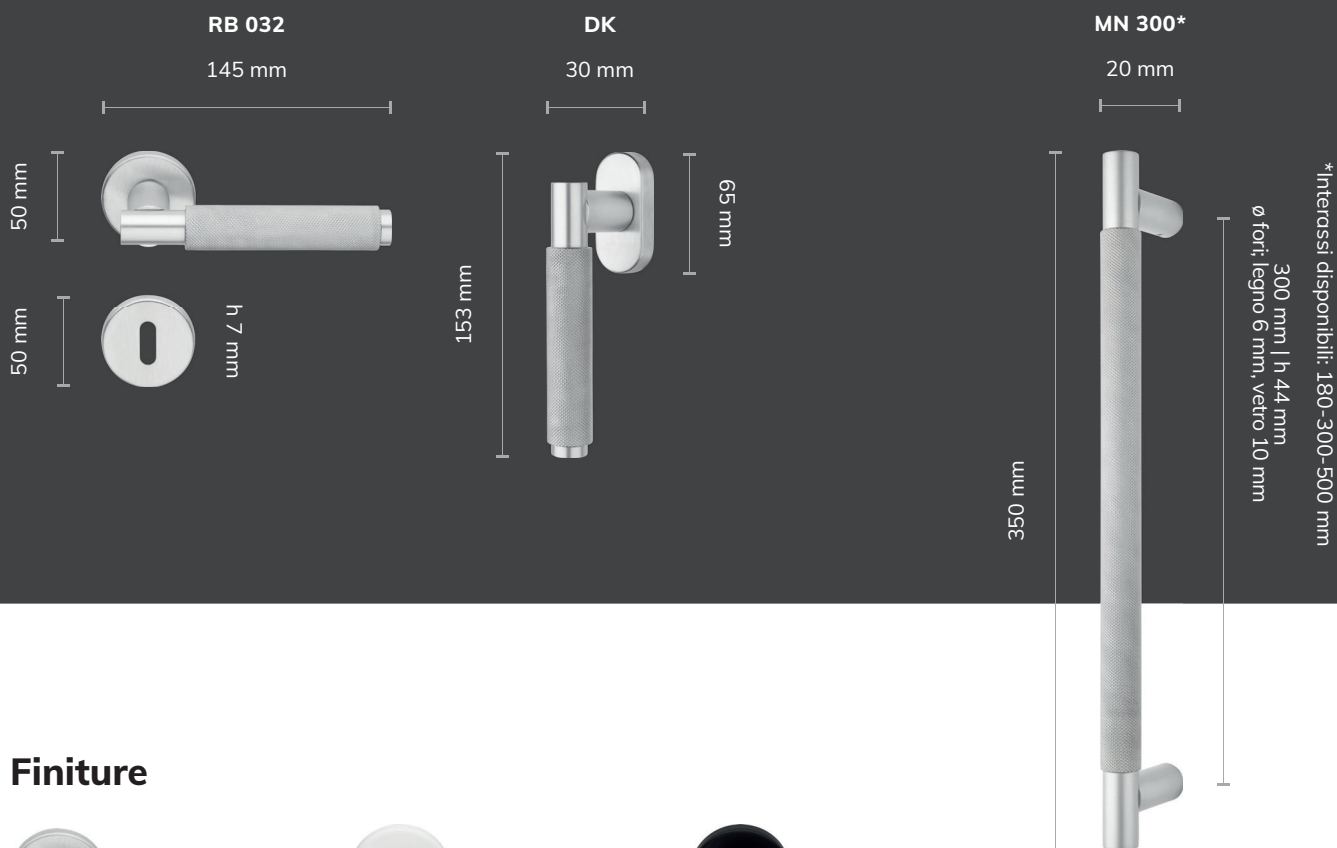 RB 032
145 mm
50 mm
50 mm
h 7 mm
DK
30 mm
153 mm
65 mm
MN 300*
20 mm
350 mm
300 mm | h 44 mm
ø fori; legno 6 mm, vetro 10 mm
*Interassi disponibili: 180-300-500 mm
Finiture